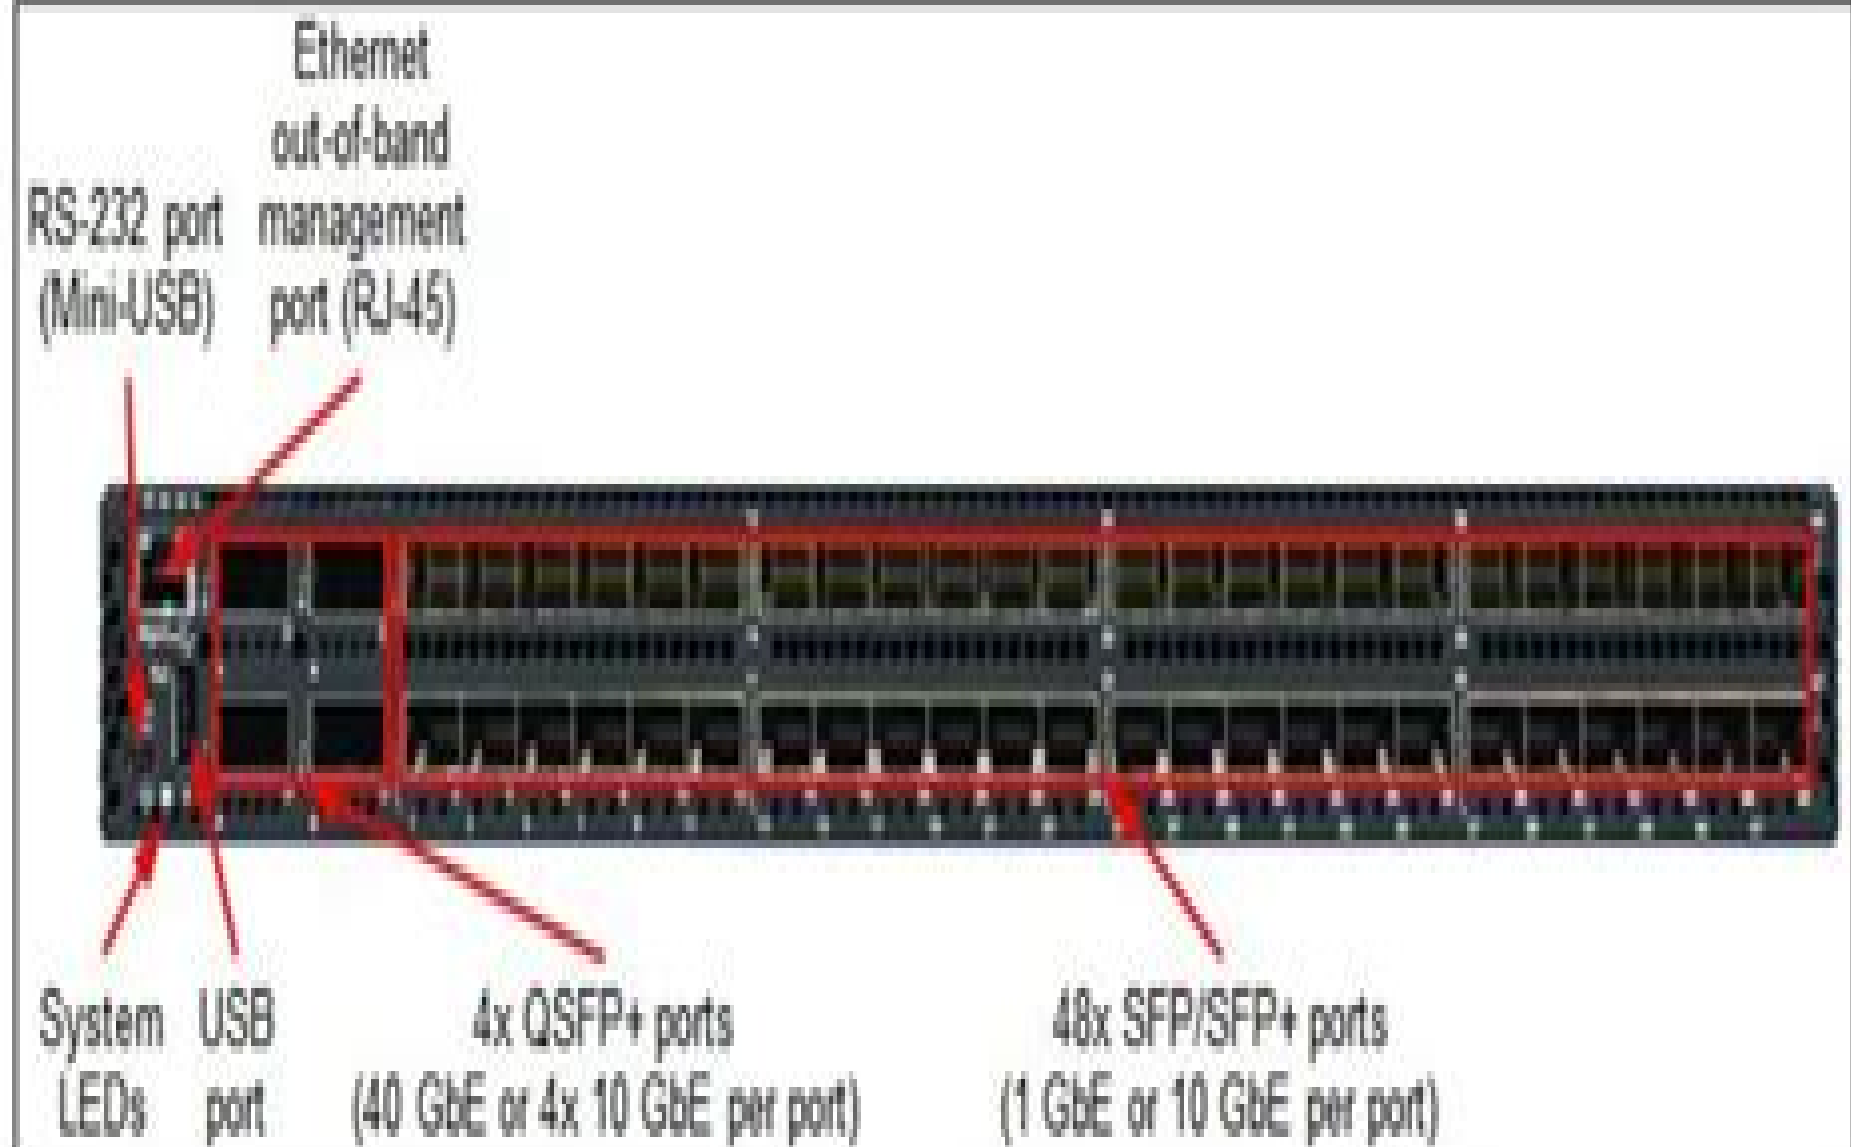 Ethernet
out-of-band
management
port (RJ-45)
RS-232 port
(Mini-USB)
System
LEDs
USB
port
4x QSFP+ ports
(40 GbE or 4x 10 GbE per port)
48x SFP/SFP+ ports
(1 GbE or 10 GbE per port)